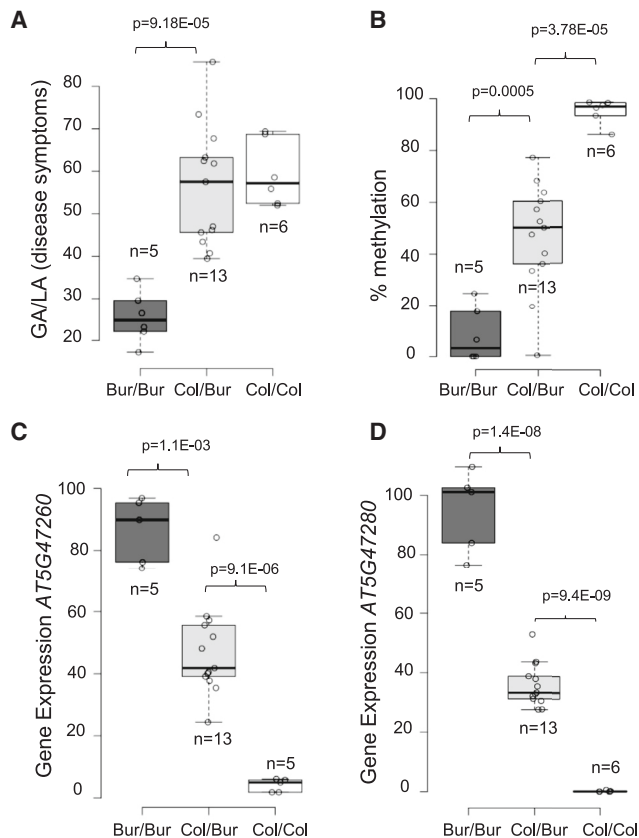 A
p=9.18E-05
GA/LA (disease symptoms)
80
70
60
50
40
30
20
n=5
n=13
n=6
Bur/Bur Col/Bur Col/Col
B
p=3.78E-05
p=0.0005
% methylation
100
80
60
40
20
0
n=5
n=13
n=6
Bur/Bur Col/Bur Col/Col
C
p=1.1E-03
p=9.1E-06
Gene Expression AT5G47260
100
80
60
40
20
0
n=5
n=13
n=5
Bur/Bur Col/Bur Col/Col
D
p=1.4E-08
p=9.4E-09
Gene Expression AT5G47280
100
80
60
40
20
0
n=5
n=13
n=6
Bur/Bur Col/Bur Col/Col